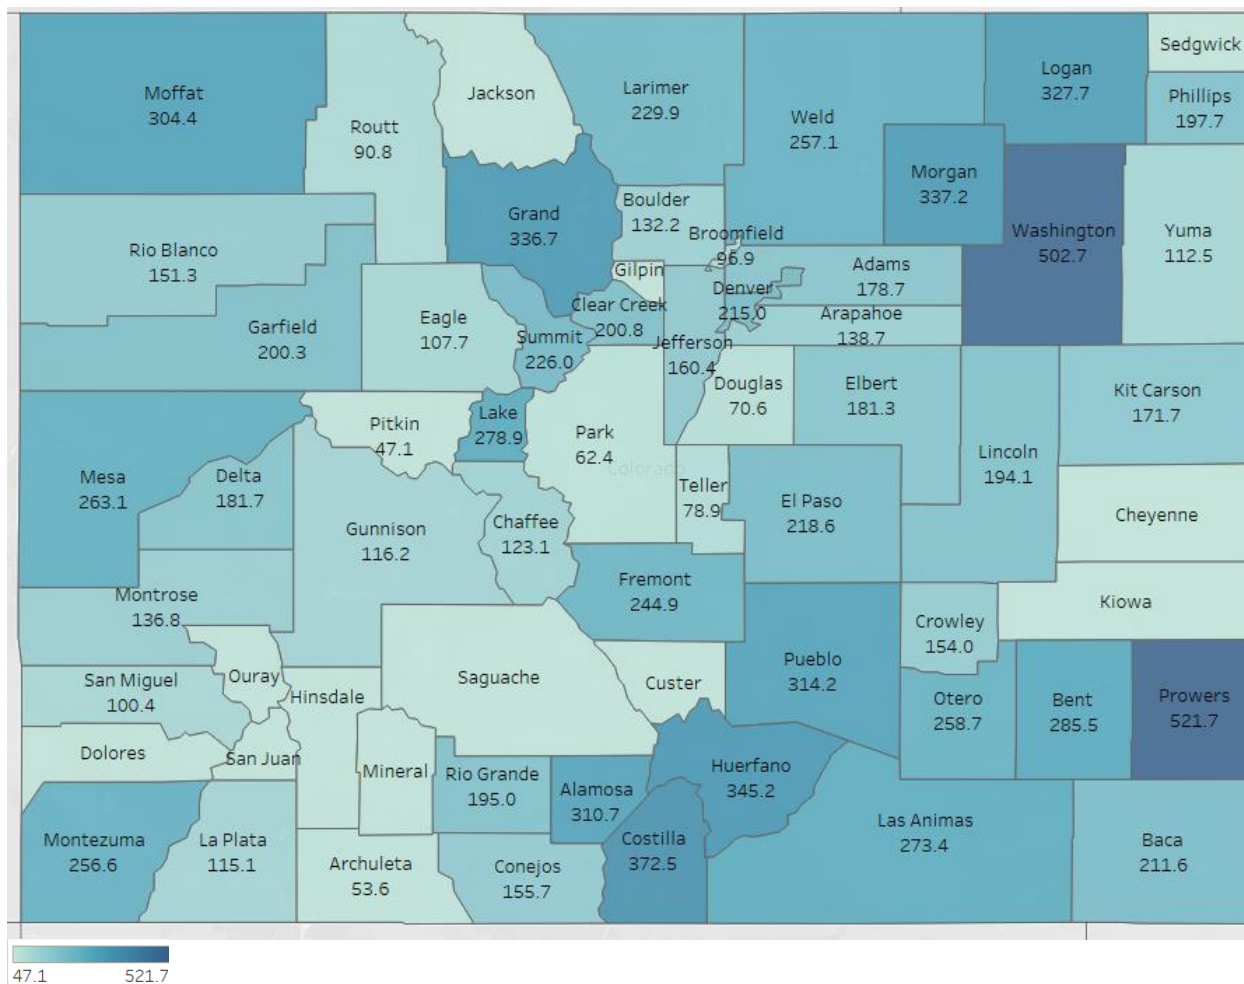 Sedgwick
Logan
327.7
Moffat
304.4
Jackson
Larimer
229.9
Phillips
197.7
Weld
257.1
Routt
90.8
Morgan
337.2
Boulder
132.2
Grand
336.7
Washington
502.7
Yuma
112.5
Broomfield
96.9
Rio Blanco
151.3
Gilpin
Adams
178.7
Denver
215.0
Clear Creek
200.8
Arapahoe
138.7
Garfield
200.3
Eagle
107.7
Summit
226.0
Jefferson
160.4
Douglas
70.6
Elbert
181.3
Kit Carson
171.7
Pitkin
47.1
Lake
278.9
Park
62.4
Colorado
Lincoln
194.1
Mesa
263.1
Delta
181.7
Teller
78.9
El Paso
218.6
Gunnison
116.2
Chaffee
123.1
Cheyenne
Fremont
244.9
Montrose
136.8
Kiowa
Crowley
154.0
Pueblo
314.2
Ouray
San Miguel
100.4
Hinsdale
Saguache
Custer
Otero
258.7
Bent
285.5
Prowers
521.7
Dolores
San Juan
Mineral
Rio Grande
195.0
Alamosa
310.7
Huerfano
345.2
Montezuma
256.6
La Plata
115.1
Archuleta
53.6
Conejos
155.7
Costilla
372.5
Las Animas
273.4
Baca
211.6
47.1 521.7